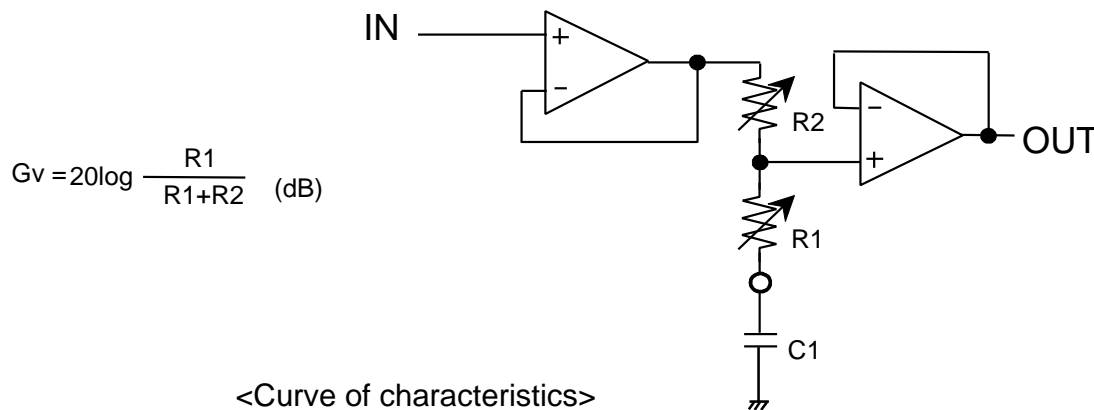 IN
+
−
R2
−
+
OUT
Gv = 20log R1 / R1+R2 (dB)
R1
C1
<Curve of characteristics>